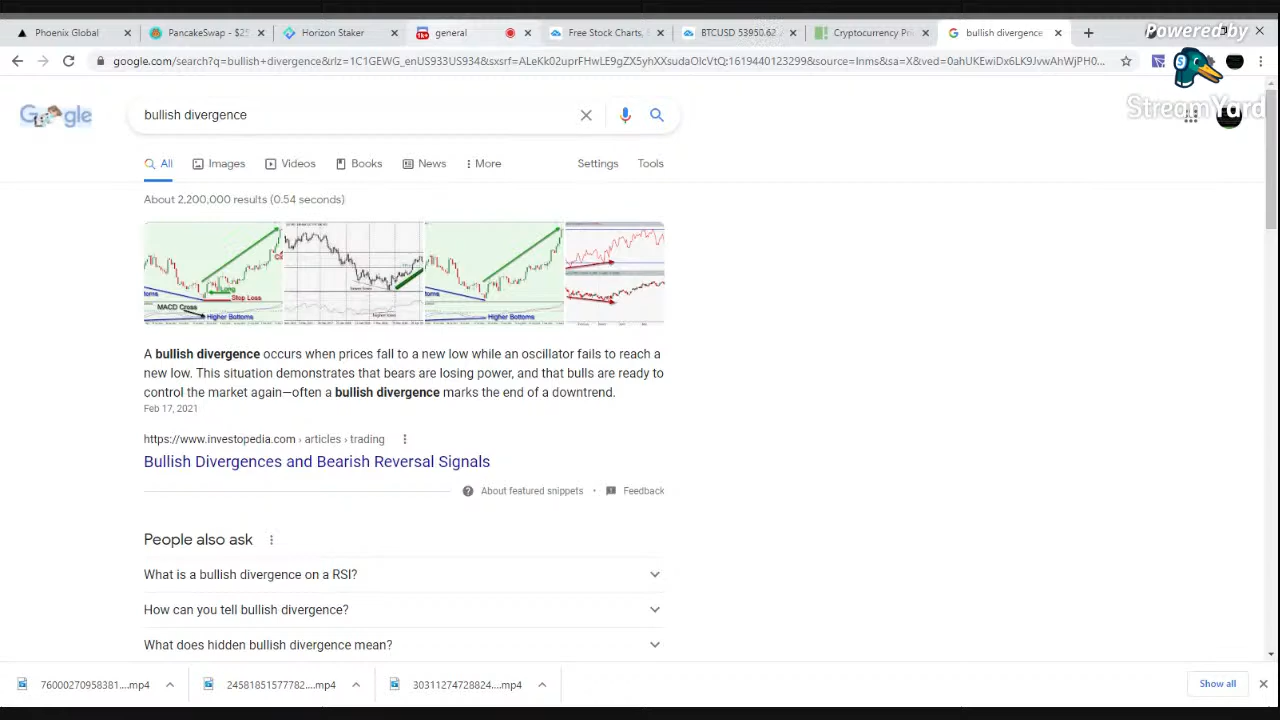 Phoenix Global
PancakeSwap - $25
Horizon Staker
general
Free Stock Charts,
BTCUSD 53950.62
Cryptocurrency Pri
bullish divergence
Powered by
StreamYard
google.com/search?q=bullish+divergence&rlz=1C1GEWG_enUS933US934&sxsrf=ALeKk02uprFHwLE9gZX5yhXXsudaOlcVtQ:1616440123299&source=lnms&sa=X&ved=0ahUKEwiDx6LK9JvwAhWjPH0...
Google
bullish divergence
All
Images
Videos
Books
News
More
Settings
Tools
About 2,200,000 results (0.54 seconds)
Stop Loss
MACD Cross
Higher Bottoms
Higher Bottoms
A bullish divergence occurs when prices fall to a new low while an oscillator fails to reach a
new low. This situation demonstrates that bears are losing power, and that bulls are ready to
control the market again—often a bullish divergence marks the end of a downtrend.
Feb 17, 2021
https://www.investopedia.com › articles › trading
Bullish Divergences and Bearish Reversal Signals
About featured snippets • Feedback
People also ask
What is a bullish divergence on a RSI?
How can you tell bullish divergence?
What does hidden bullish divergence mean?
76000270958381....mp4
24581851577782....mp4
30311274728824....mp4
Show all